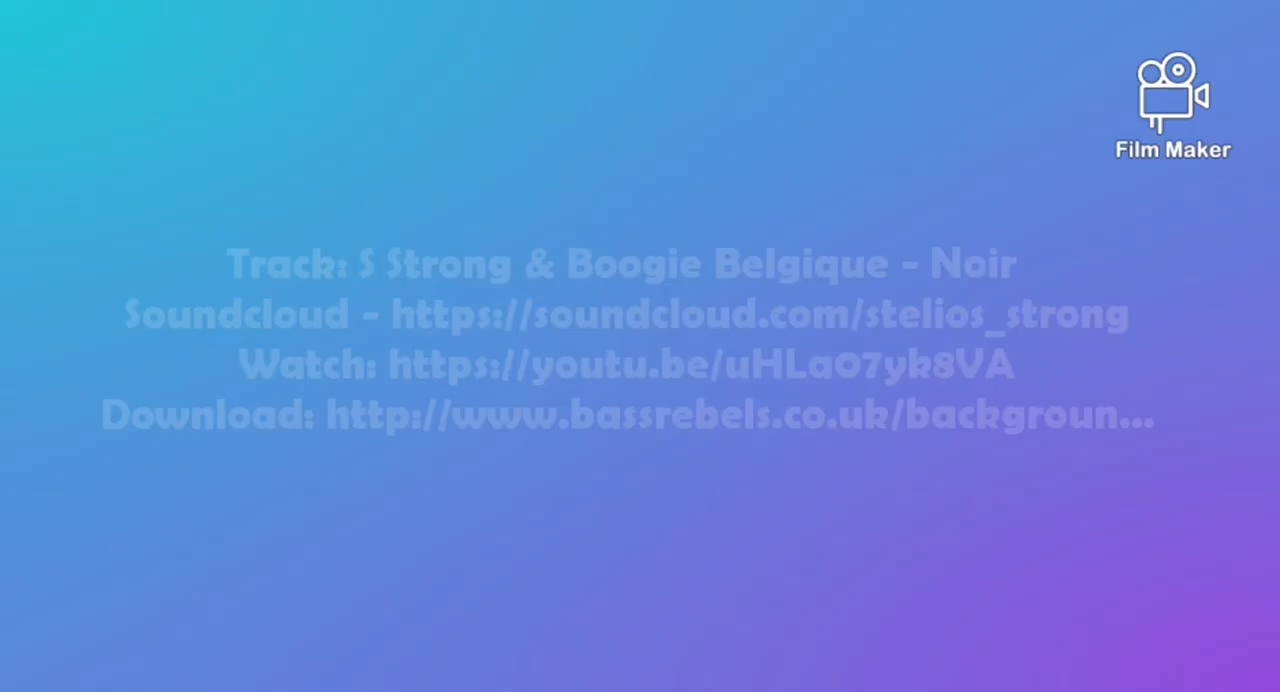 Film Maker
Track: S Strong & Boogie Belgique - Noir
Soundcloud - https://soundcloud.com/stelios_strong
Watch: https://youtu.be/uHLa07yk8VA
Download: http://www.bassrebels.co.uk/backgroun...